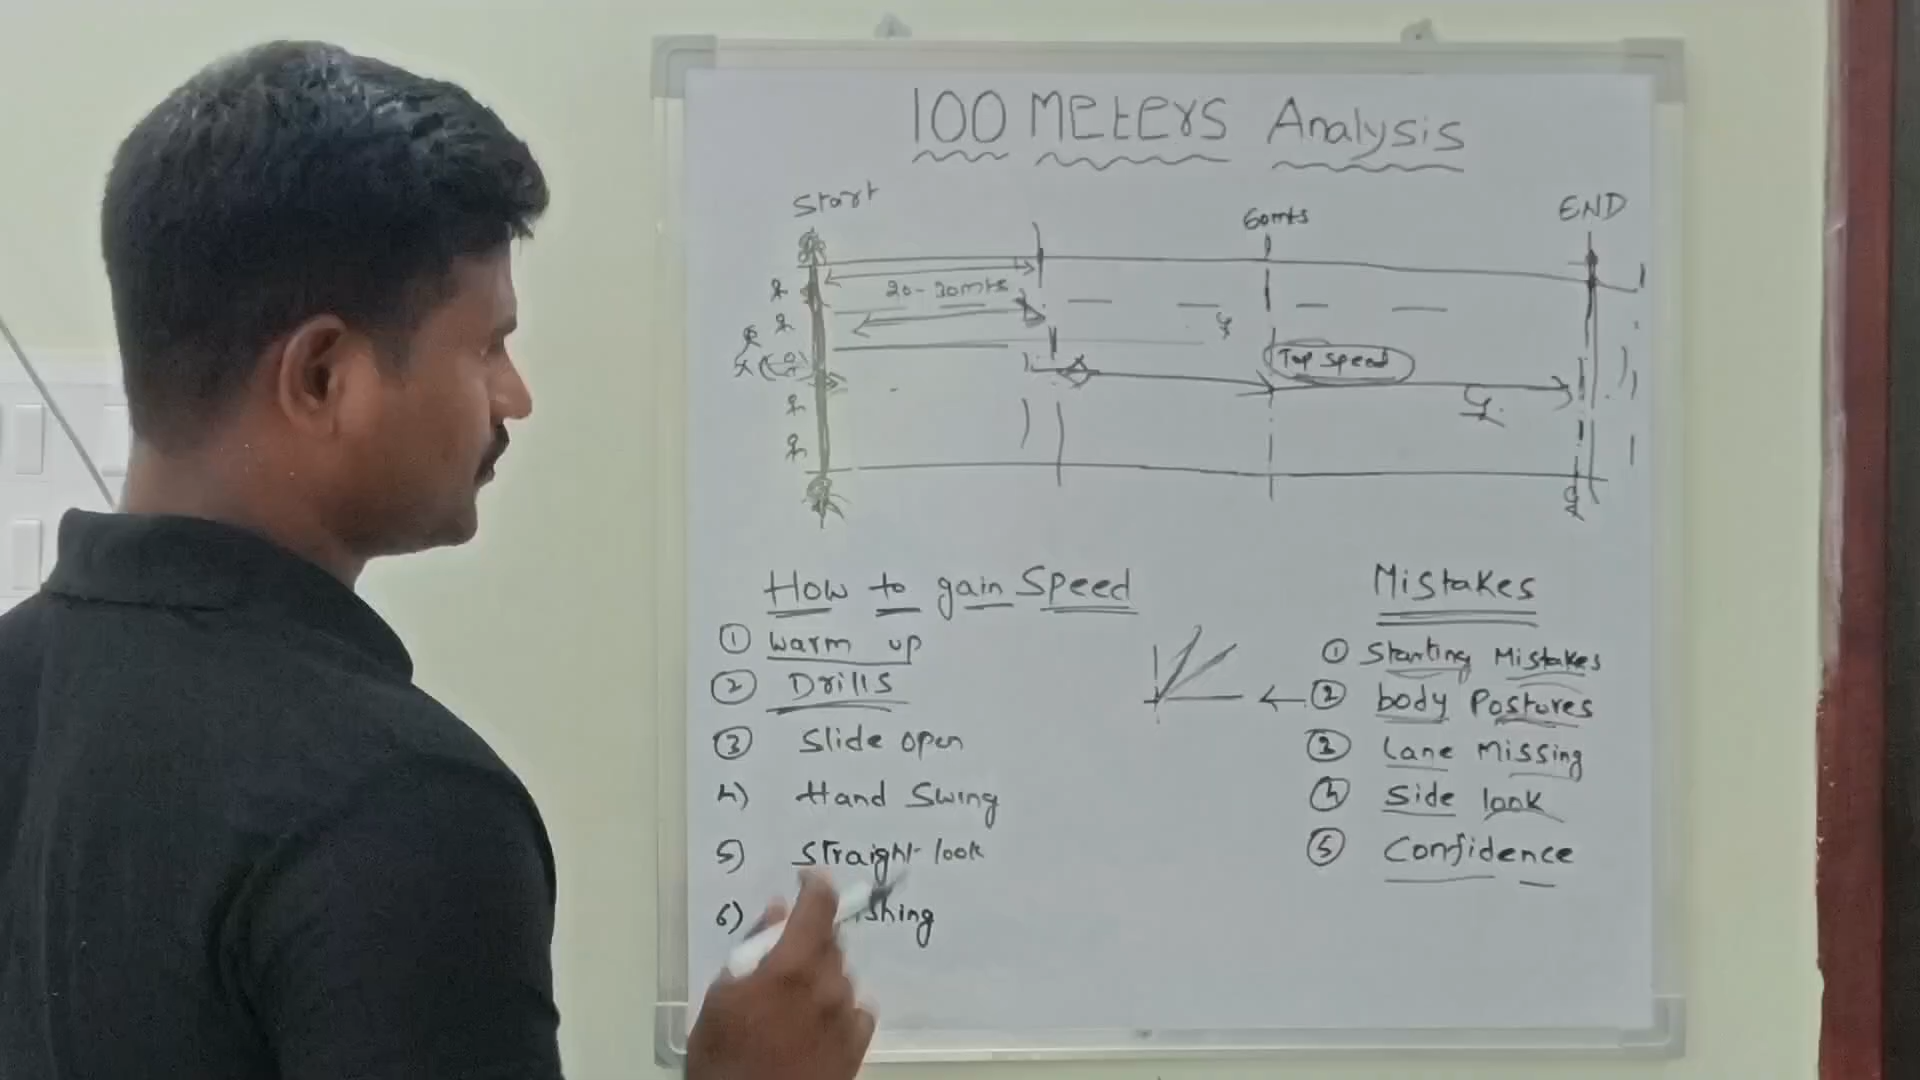 100 Meters Analysis
Start
60mts
END
20-30mts
Top Speed
How to gain Speed
① Warm up
② Drills
③ Slide open
4) Hand Swing
5) Straight look
6)
Mistakes
① Starting Mistakes
② body Postures
③ Lane Missing
④ Side look
⑤ Confidence